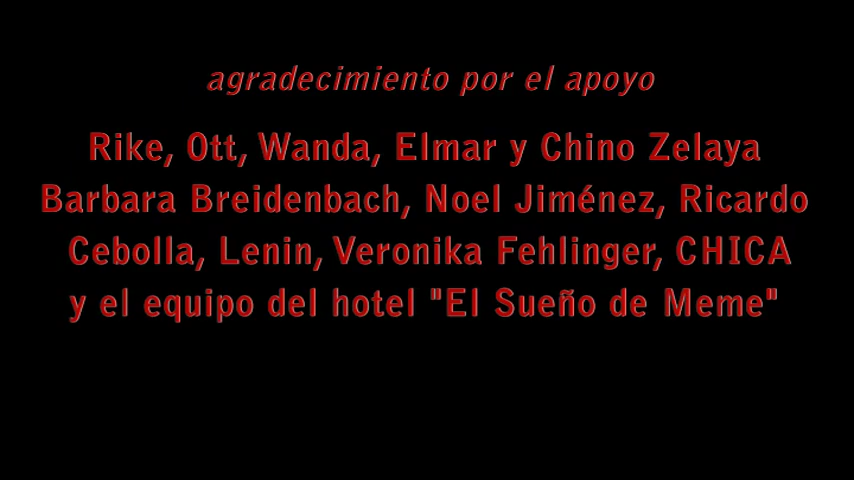 agradecimiento por el apoyo
Rike, Ott, Wanda, Elmar y Chino Zelaya
Barbara Breidenbach, Noel Jiménez, Ricardo
Cebolla, Lenin, Veronika Fehlinger, CHICA
y el equipo del hotel "El Sueño de Meme"